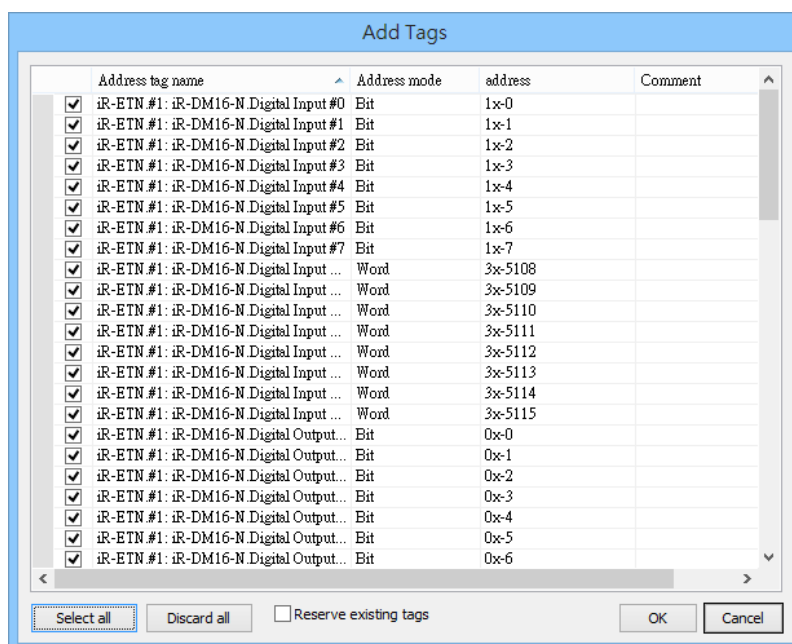 Add Tags
Address tag name Address mode address Comment
iR-ETN.#1: iR-DM16-N.Digital Input #0 Bit 1x-0
iR-ETN.#1: iR-DM16-N.Digital Input #1 Bit 1x-1
iR-ETN.#1: iR-DM16-N.Digital Input #2 Bit 1x-2
iR-ETN.#1: iR-DM16-N.Digital Input #3 Bit 1x-3
iR-ETN.#1: iR-DM16-N.Digital Input #4 Bit 1x-4
iR-ETN.#1: iR-DM16-N.Digital Input #5 Bit 1x-5
iR-ETN.#1: iR-DM16-N.Digital Input #6 Bit 1x-6
iR-ETN.#1: iR-DM16-N.Digital Input #7 Bit 1x-7
iR-ETN.#1: iR-DM16-N.Digital Input ... Word 3x-5108
iR-ETN.#1: iR-DM16-N.Digital Input ... Word 3x-5109
iR-ETN.#1: iR-DM16-N.Digital Input ... Word 3x-5110
iR-ETN.#1: iR-DM16-N.Digital Input ... Word 3x-5111
iR-ETN.#1: iR-DM16-N.Digital Input ... Word 3x-5112
iR-ETN.#1: iR-DM16-N.Digital Input ... Word 3x-5113
iR-ETN.#1: iR-DM16-N.Digital Input ... Word 3x-5114
iR-ETN.#1: iR-DM16-N.Digital Input ... Word 3x-5115
iR-ETN.#1: iR-DM16-N.Digital Output... Bit 0x-0
iR-ETN.#1: iR-DM16-N.Digital Output... Bit 0x-1
iR-ETN.#1: iR-DM16-N.Digital Output... Bit 0x-2
iR-ETN.#1: iR-DM16-N.Digital Output... Bit 0x-3
iR-ETN.#1: iR-DM16-N.Digital Output... Bit 0x-4
iR-ETN.#1: iR-DM16-N.Digital Output... Bit 0x-5
iR-ETN.#1: iR-DM16-N.Digital Output... Bit 0x-6
Select all Discard all Reserve existing tags OK Cancel